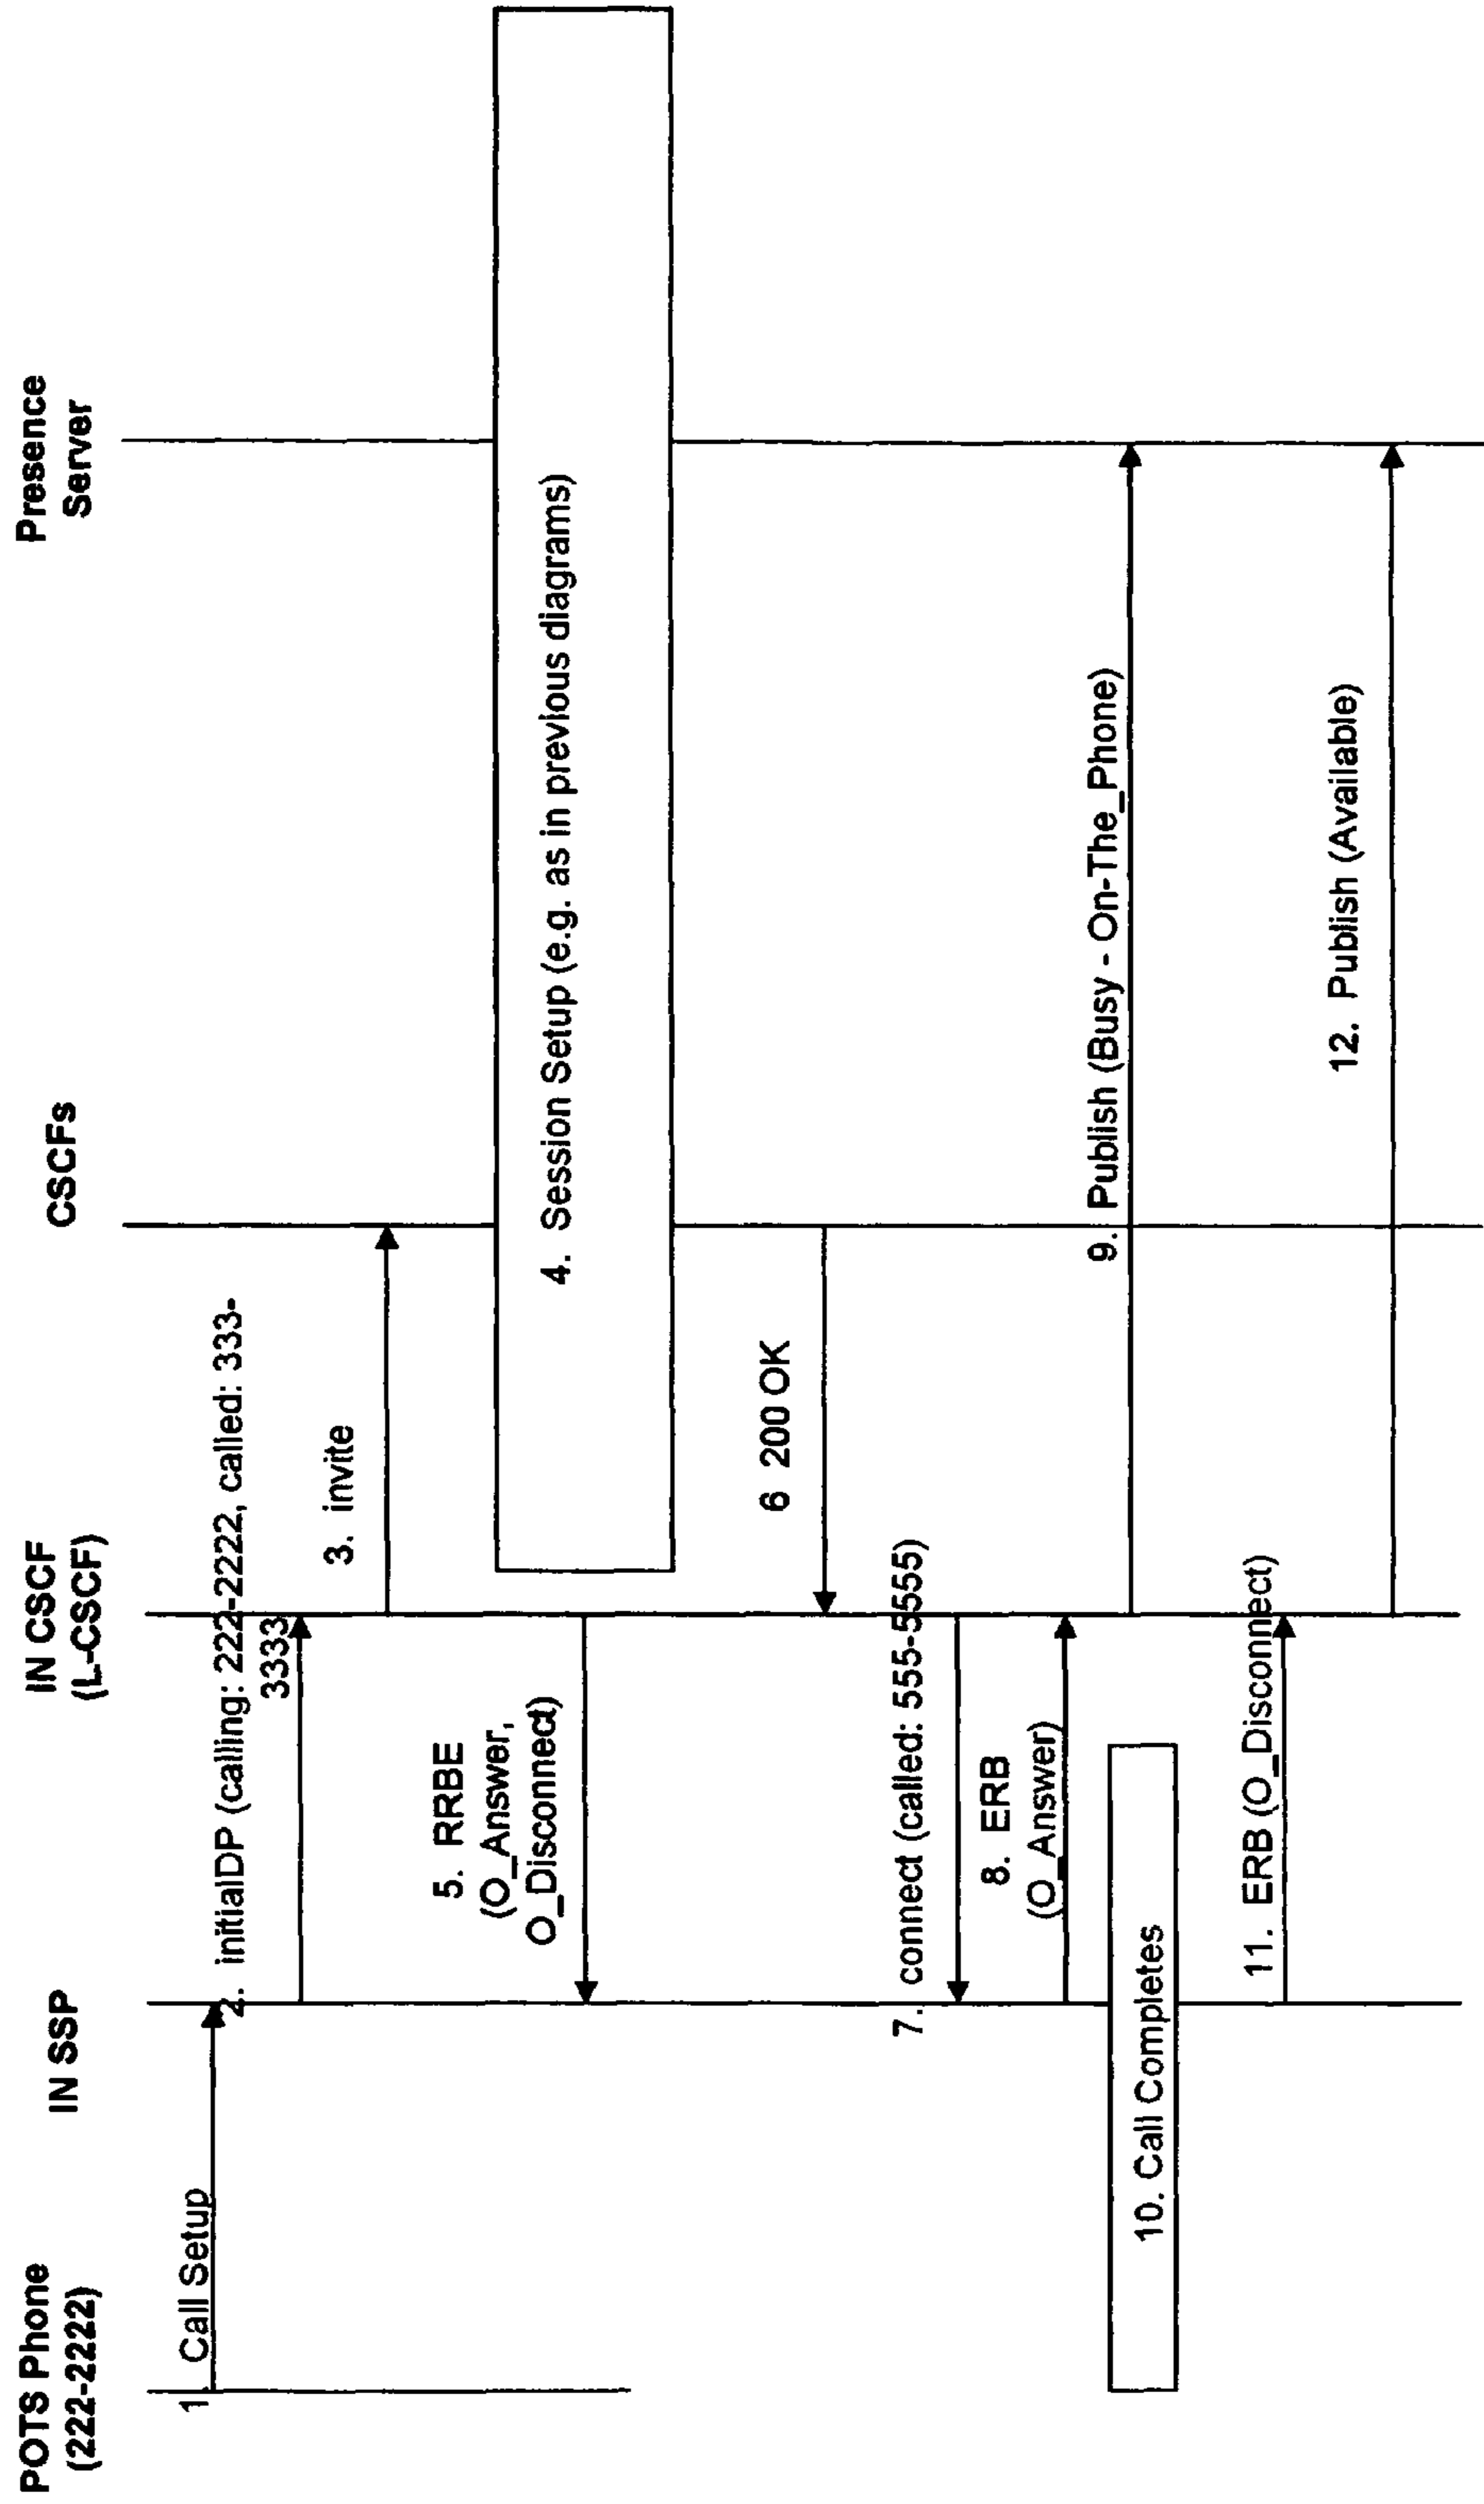 POTS Phone
(222-2222)
IN SSP
IN CSCF
(L-CSCF)
CSCFs
Presence
Server
1 Call Setup
2. initialDP (calling: 222-2222, called: 333-
3333
3. invite
4. Session Setup (e.g. as in previous diagrams)
5. RRBE
(O_Answer,
O_Disconnect)
6 200 OK
7. connect (called: 555-5555)
8. ERB
(O_Answer)
9. Publish (Busy - On-The_Phone)
10. Call Completes
11. ERB (O_Disconnect)
12. Publish (Available)